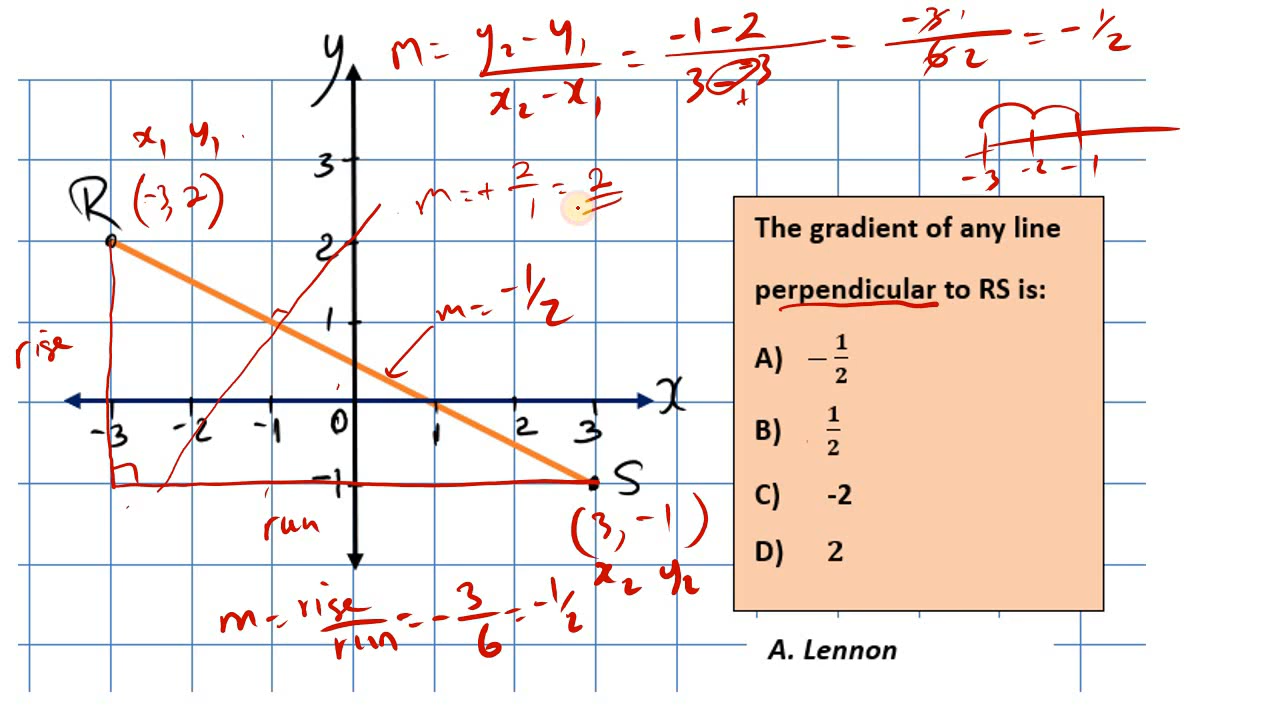 m = y₂ - y₁ / x₂ - x₁ = -1 - 2 / 3 - -3 = -3 1 / 6 2 = -1/2
+
y
x₁ y₁
R (-3, 2)
3
2
1
-1
-3 -2 -1 0 1 2 3
x
-3 -2 -1
m = + 2/1 = 2
m = -1/2
rise
run
S
(3, -1)
x₂ y₂
m = rise/run = - 3/6 = -1/2
The gradient of any line
perpendicular to RS is:
A) -1/2
B) 1/2
C) -2
D) 2
A. Lennon